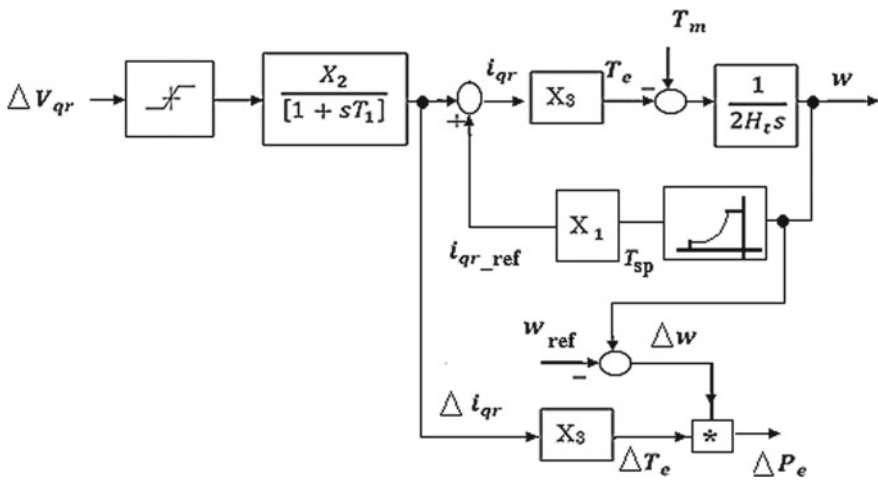 Δ V_qr
X_2
[1 + sT_1]
i_qr
X_3
T_e
T_m
1
2H_t s
w
-
+
-
i_qr_ref
X_1
T_sp
w_ref
-
Δ w
Δ i_qr
X_3
Δ T_e
*
Δ P_e